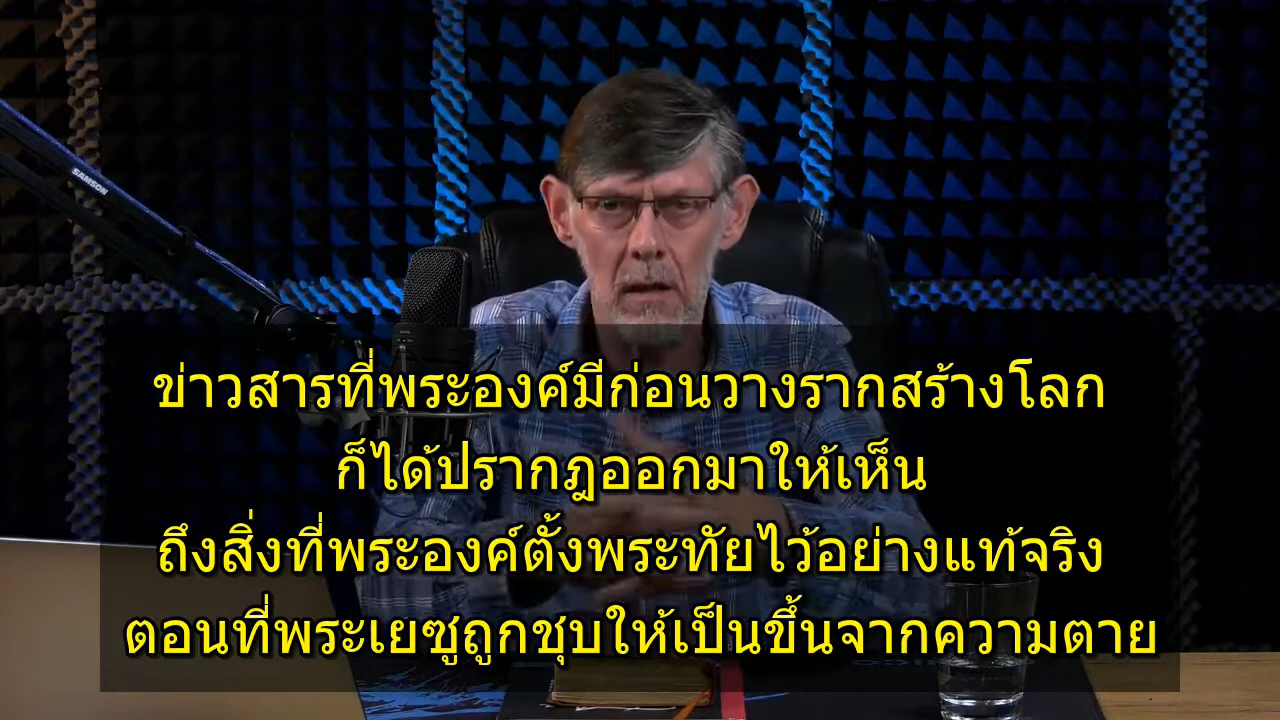 SAMSON
ข่าวสารที่พระองค์มีก่อนวางรากสร้างโลก
ก็ได้ปรากฎออกมาให้เห็น
ถึงสิ่งที่พระองค์ตั้งพระทัยไว้อย่างแท้จริง
ตอนที่พระเยซูถูกชุบให้เป็นขึ้นจากความตาย